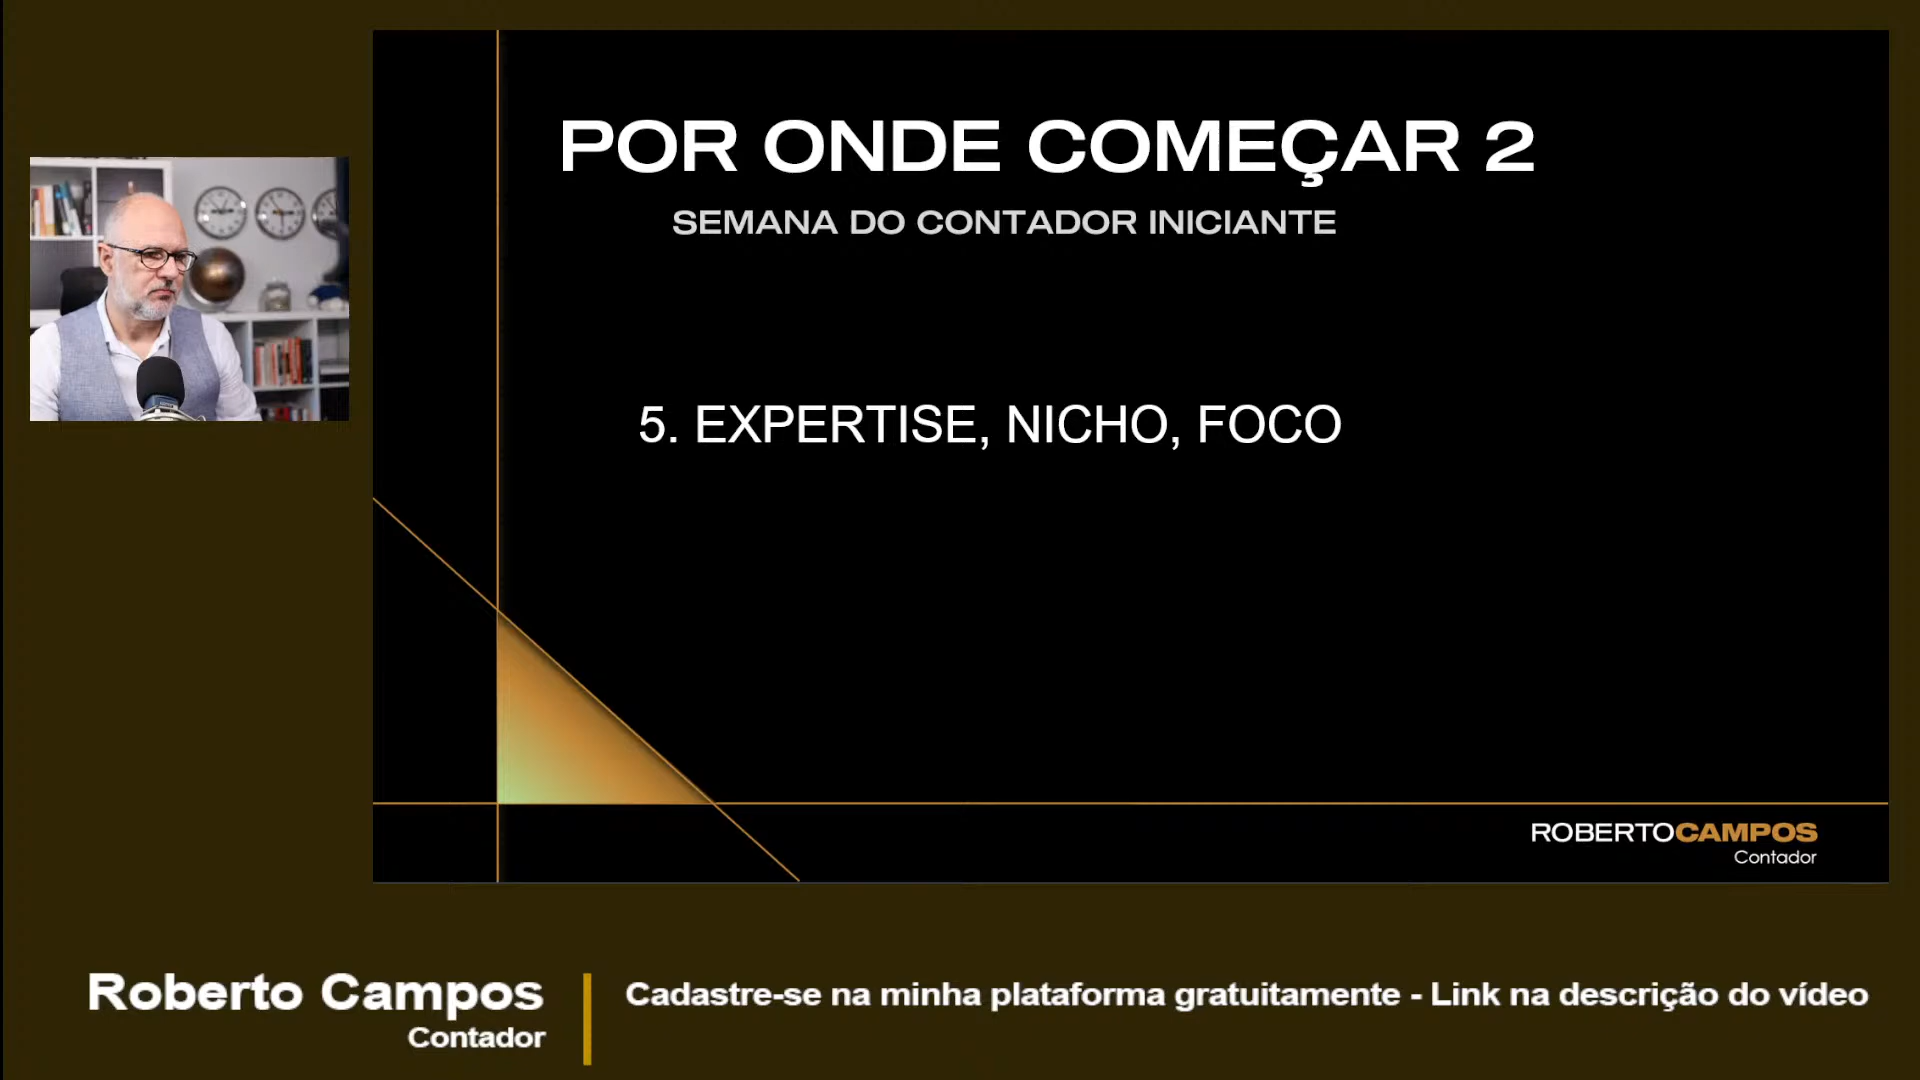 POR ONDE COMEÇAR 2
SEMANA DO CONTADOR INICIANTE
5. EXPERTISE, NICHO, FOCO
ROBERTOCAMPOS
Contador
Roberto Campos
Contador
Cadastre-se na minha plataforma gratuitamente - Link na descrição do vídeo